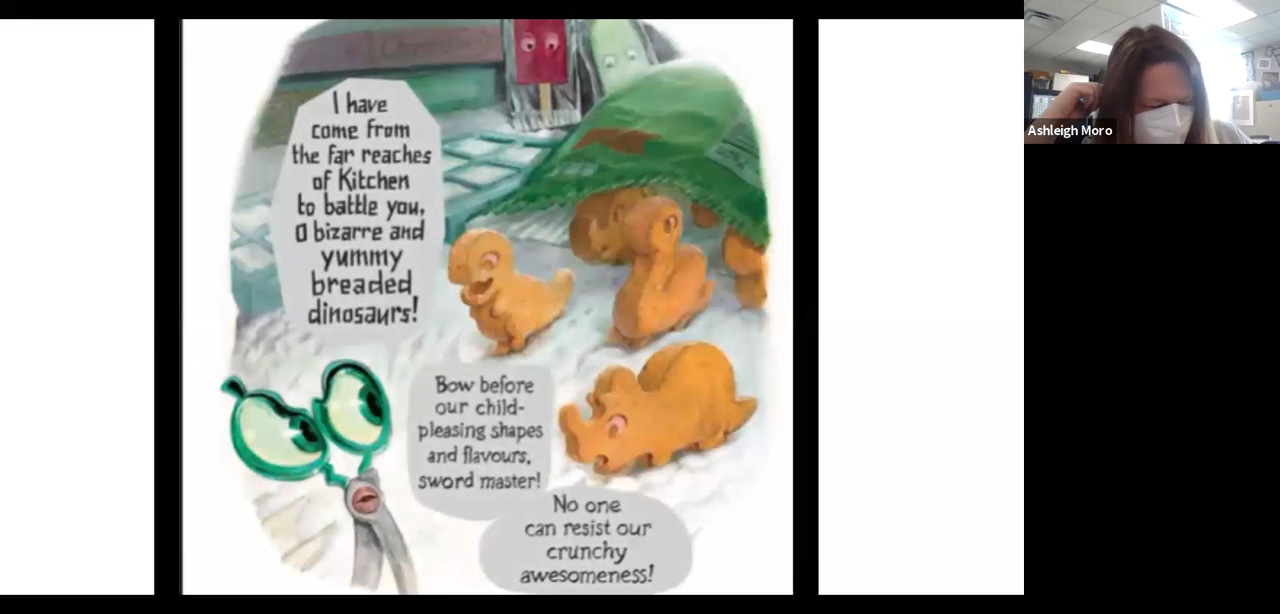 I have
come from
the far reaches
of Kitchen
to battle you,
O bizarre and
yummy
breaded
dinosaurs!
Bow before
our child-
pleasing shapes
and flavours,
sword master!
No one
can resist our
crunchy
awesomeness!
Ashleigh Moro